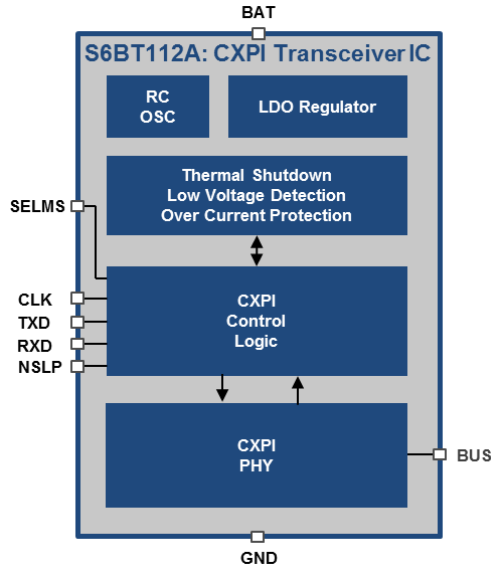 BAT
S6BT112A: CXPI Transceiver IC
RC
OSC
LDO Regulator
Thermal Shutdown
Low Voltage Detection
Over Current Protection
SELMS
CXPI
Control
Logic
CLK
TXD
RXD
NSLP
CXPI
PHY
BUS
GND